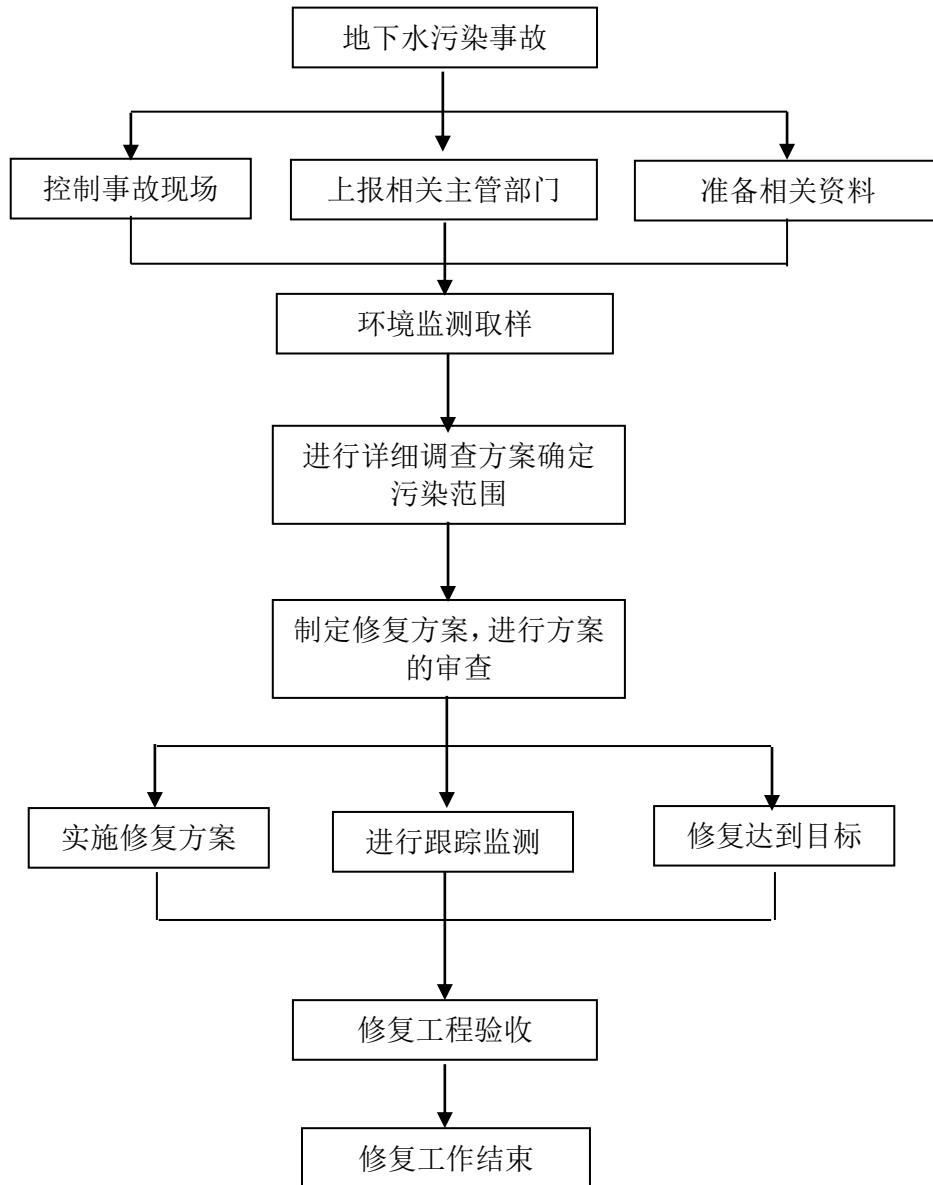 地下水污染事故
控制事故现场
上报相关主管部门
准备相关资料
环境监测取样
进行详细调查方案确定
污染范围
制定修复方案,进行方案
的审查
实施修复方案
进行跟踪监测
修复达到目标
修复工程验收
修复工作结束